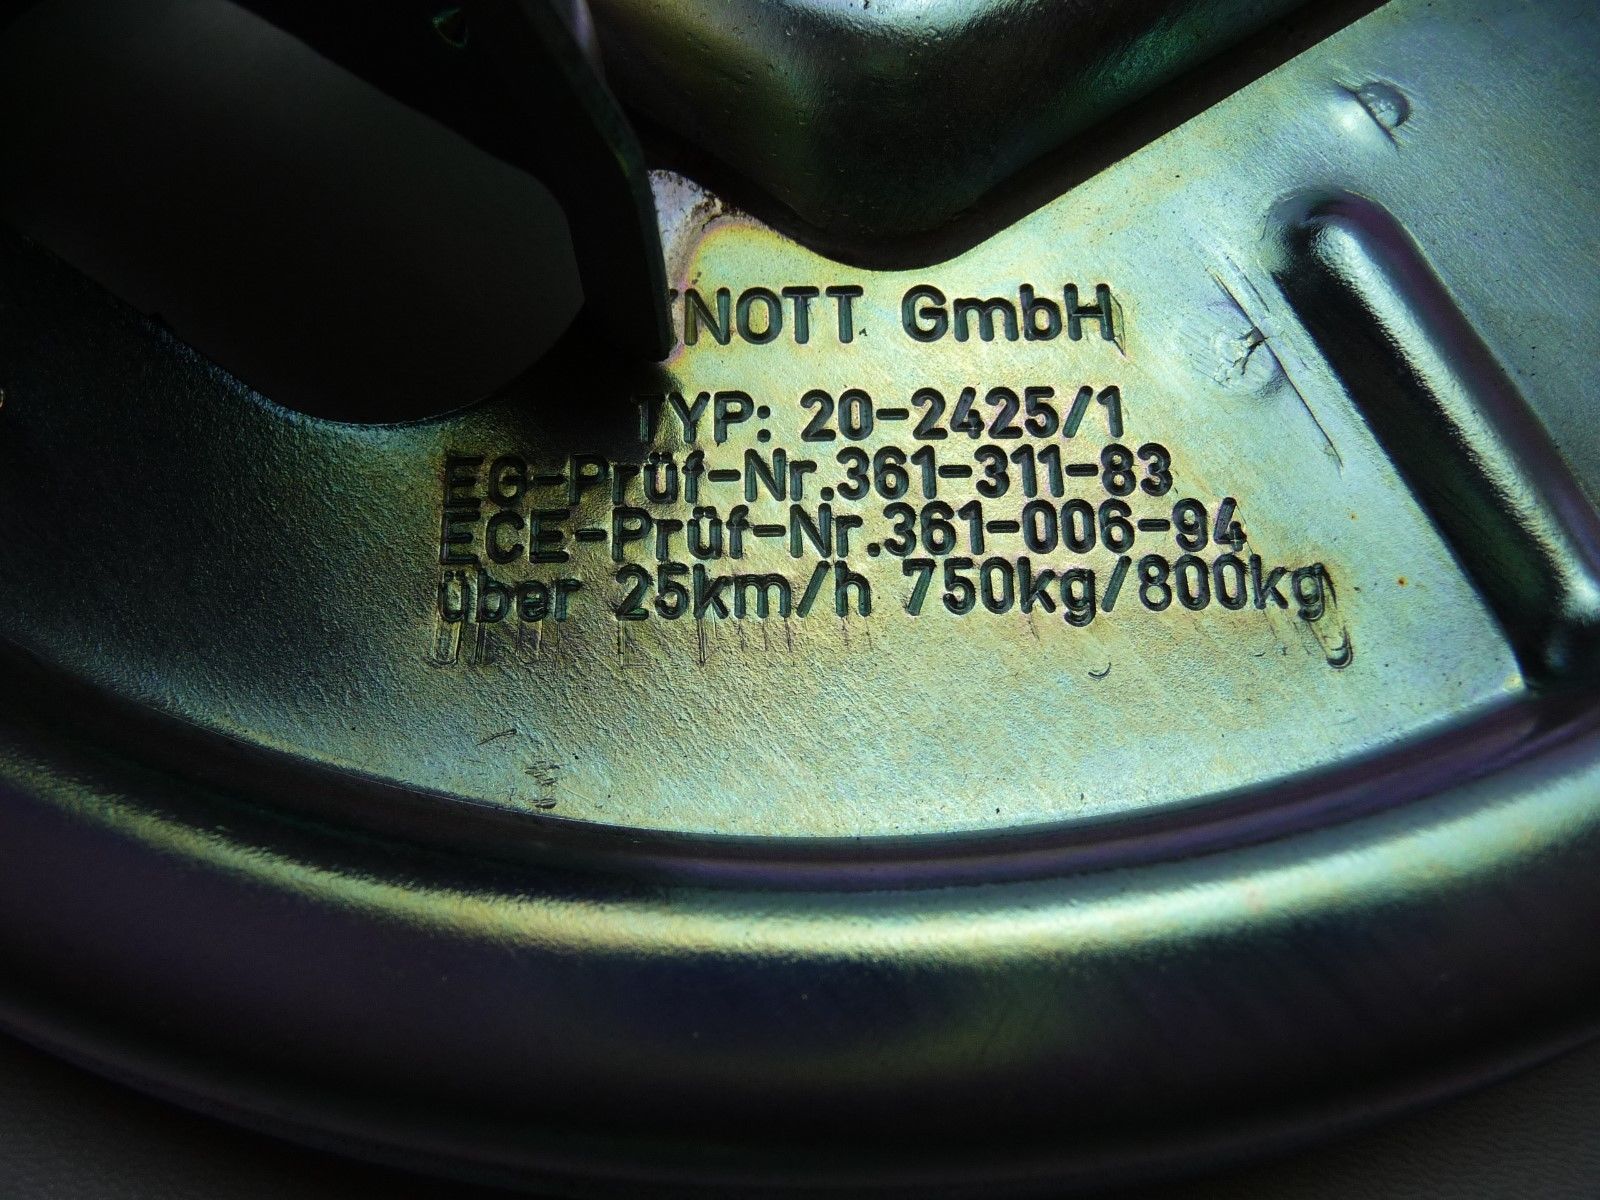 KNOTT GmbH
TYP: 20-2425/1
EG-Prüf-Nr.361-311-83
ECE-Prüf-Nr.361-006-94
über 25km/h 750kg/800kg